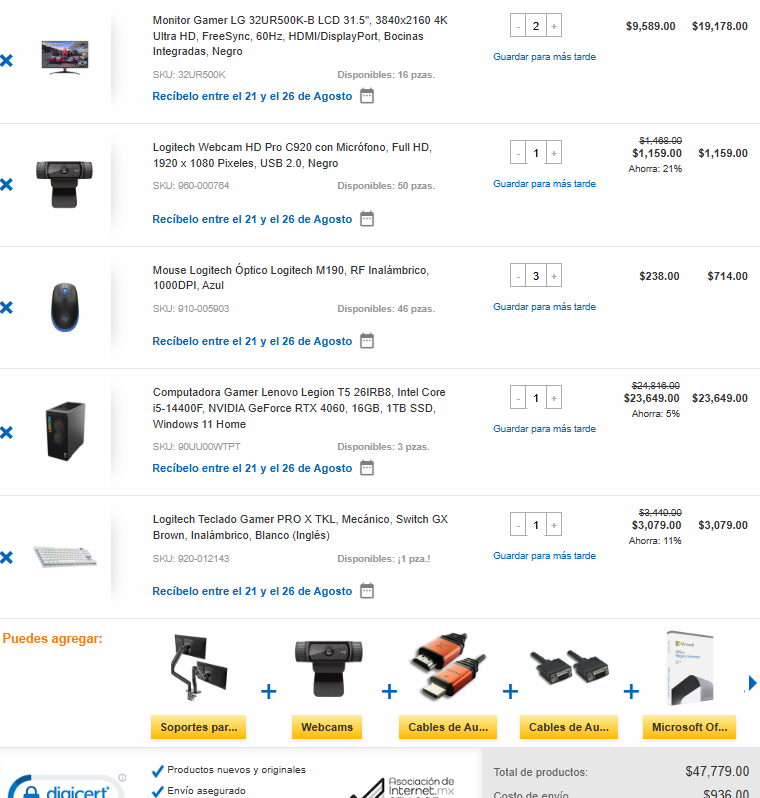 Monitor Gamer LG 32UR500K-B LCD 31.5", 3840x2160 4K
Ultra HD, FreeSync, 60Hz, HDMI/DisplayPort, Bocinas
Integradas, Negro
SKU: 32UR500K Disponibles: 16 pzas.
Recíbelo entre el 21 y el 26 de Agosto
- 2 +
Guardar para más tarde
$9,589.00 $19,178.00
Logitech Webcam HD Pro C920 con Micrófono, Full HD,
1920 x 1080 Pixeles, USB 2.0, Negro
SKU: 960-000764 Disponibles: 50 pzas.
Recíbelo entre el 21 y el 26 de Agosto
- 1 +
Guardar para más tarde
$1,468.00
$1,159.00 $1,159.00
Ahorra: 21%
Mouse Logitech Óptico Logitech M190, RF Inalámbrico,
1000DPI, Azul
SKU: 910-005903 Disponibles: 46 pzas.
Recíbelo entre el 21 y el 26 de Agosto
- 3 +
Guardar para más tarde
$238.00 $714.00
Computadora Gamer Lenovo Legion T5 26IRB8, Intel Core
i5-14400F, NVIDIA GeForce RTX 4060, 16GB, 1TB SSD,
Windows 11 Home
SKU: 90UU00WTPT Disponibles: 3 pzas.
Recíbelo entre el 21 y el 26 de Agosto
- 1 +
Guardar para más tarde
$24,816.00
$23,649.00 $23,649.00
Ahorra: 5%
Logitech Teclado Gamer PRO X TKL, Mecánico, Switch GX
Brown, Inalámbrico, Blanco (Inglés)
SKU: 920-012143 Disponibles: ¡1 pza.!
Recíbelo entre el 21 y el 26 de Agosto
- 1 +
Guardar para más tarde
$3,449.00
$3,079.00 $3,079.00
Ahorra: 11%
Puedes agregar:
Soportes par...
Webcams
Cables de Au...
Cables de Au...
Microsoft Of...
digicert
Productos nuevos y originales
Envío asegurado
Asociación de
Internet.mx
Total de productos: $47,779.00
Costo de envío $936.00